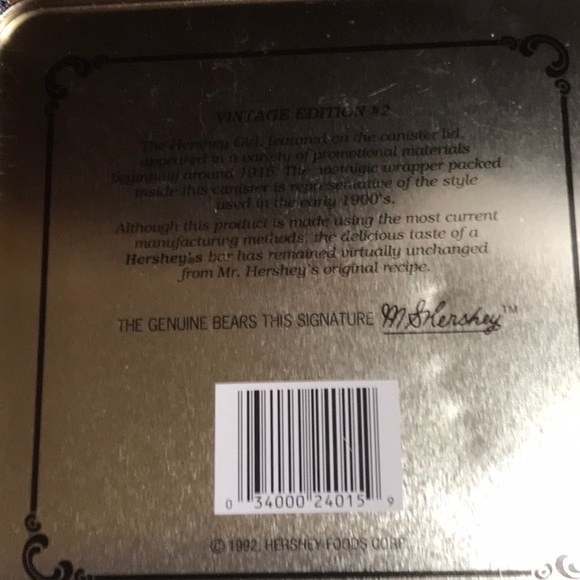 VINTAGE EDITION #2
The Hershey Girl, featured on the canister lid,
appeared in a variety of promotional materials
beginning around 1916. The nostalgic wrapper packed
inside this canister is representative of the style
used in the early 1900's.
Although this product is made using the most current
manufacturing methods, the delicious taste of a
Hershey's bar has remained virtually unchanged
from Mr. Hershey's original recipe.
THE GENUINE BEARS THIS SIGNATURE M.S. Hershey™
0 34000 24015 9
© 1992, HERSHEY FOODS CORP.